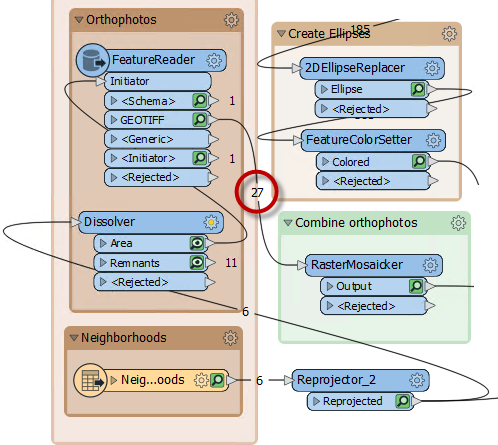 Orthophotos
FeatureReader
Initiator
<Schema>
1
GEOTIFF
<Generic>
<Initiator>
1
<Rejected>
27
Dissolver
Area
Remnants
11
<Rejected>
6
Neighborhoods
Neig...oods
6
185
Create Ellipses
2DEllipseReplacer
Ellipse
<Rejected>
FeatureColorSetter
Colored
<Rejected>
Combine orthophotos
RasterMosaicker
Output
<Rejected>
Reprojector_2
Reprojected